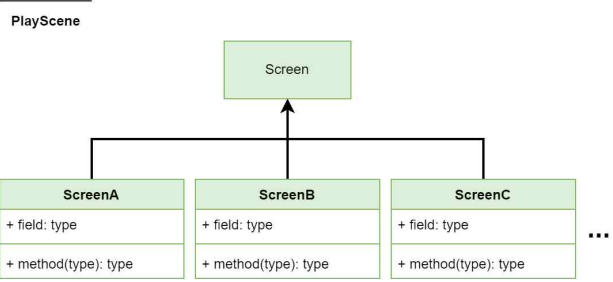 PlayScene
Screen
ScreenA
+ field: type
+ method(type): type
ScreenB
+ field: type
+ method(type): type
ScreenC
+ field: type
+ method(type): type
...